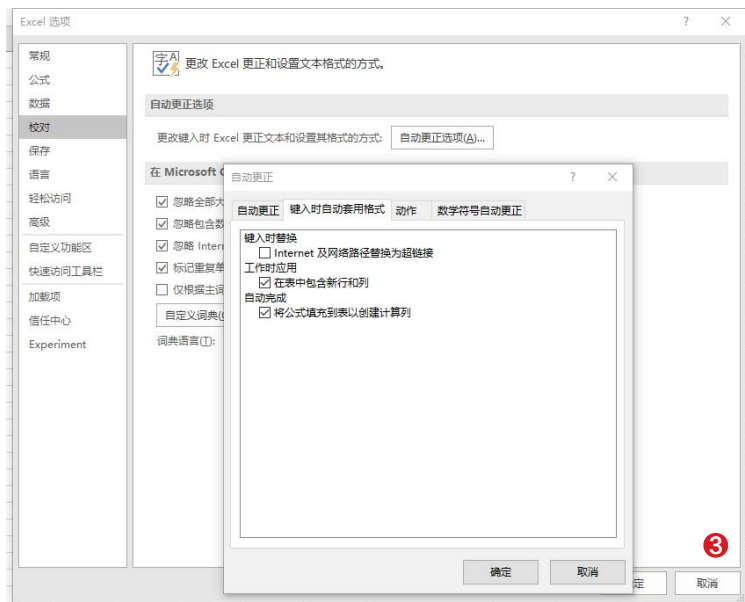 Excel 选项
常规
公式
数据
校对
保存
语言
轻松访问
高级
自定义功能区
快速访问工具栏
加载项
信任中心
Experiment
字A
更改 Excel 更正和设置文本格式的方式。
自动更正选项
更改键入时 Excel 更正文本和设置其格式的方式:
自动更正选项(A)...
在 Microsoft
忽略全部大
忽略包含数
忽略 Intern
标记重复单
仅根据主词
自定义词典(
词典语言(I):
自动更正
自动更正 键入时自动套用格式 动作 数学符号自动更正
键入时替换
Internet 及网络路径替换为超链接
工作时应用
在表中包含新行和列
自动完成
将公式填充到表以创建计算列
确定 取消
3
定 取消